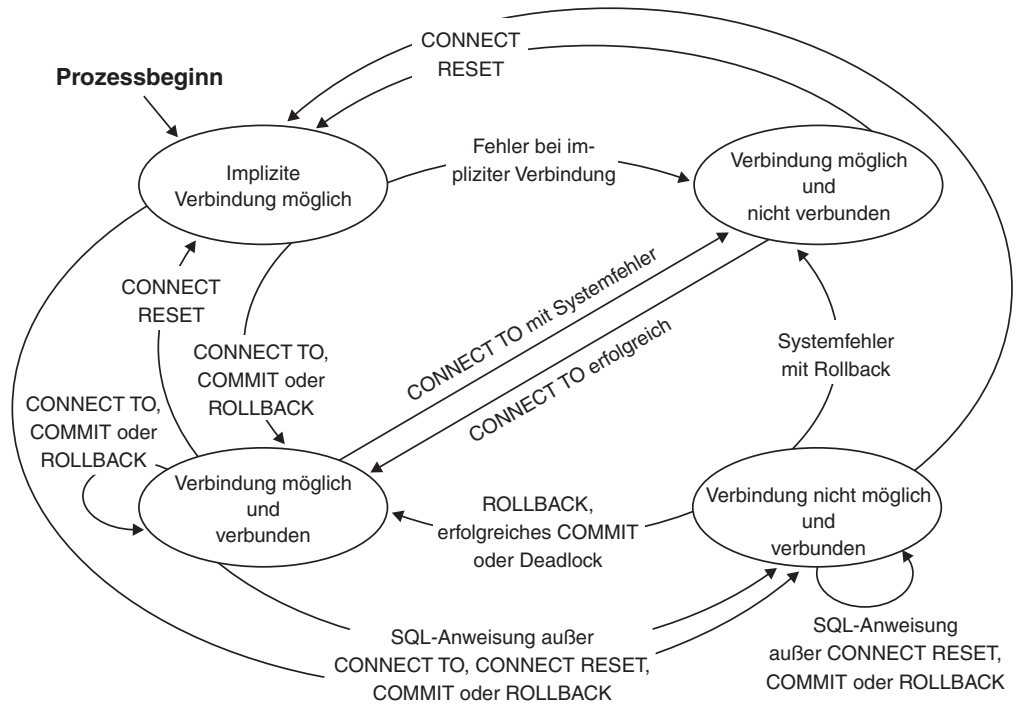 CONNECT
RESET
Prozessbeginn
Implizite
Verbindung möglich
Fehler bei im-
pliziter Verbindung
Verbindung möglich
und
nicht verbunden
CONNECT
RESET
CONNECT TO,
COMMIT oder
ROLLBACK
CONNECT TO mit Systemfehler
CONNECT TO erfolgreich
Systemfehler
mit Rollback
CONNECT TO,
COMMIT oder
ROLLBACK
Verbindung möglich
und
verbunden
ROLLBACK,
erfolgreiches COMMIT
oder Deadlock
Verbindung nicht möglich
und
verbunden
SQL-Anweisung außer
CONNECT TO, CONNECT RESET,
COMMIT oder ROLLBACK
SQL-Anweisung
außer CONNECT RESET,
COMMIT oder ROLLBACK